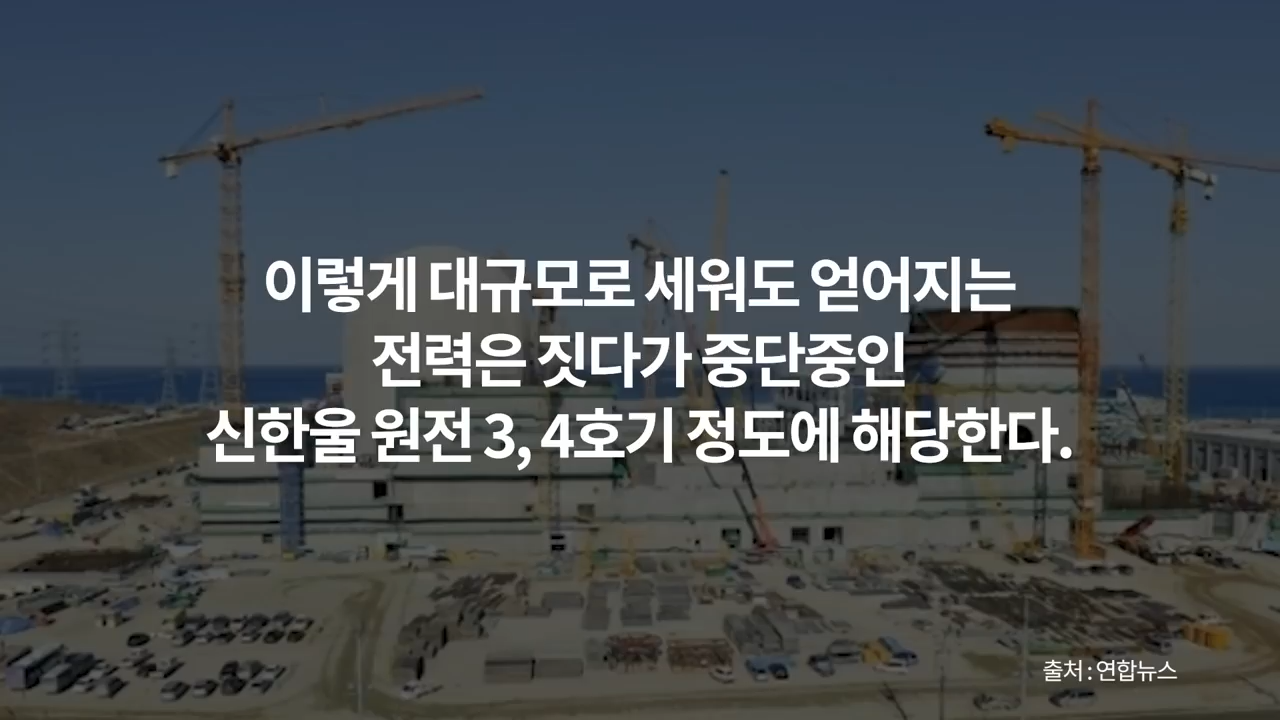 이렇게 대규모로 세워도 얻어지는
전력은 짓다가 중단중인
신한울 원전 3, 4호기 정도에 해당한다.
출처 : 연합뉴스